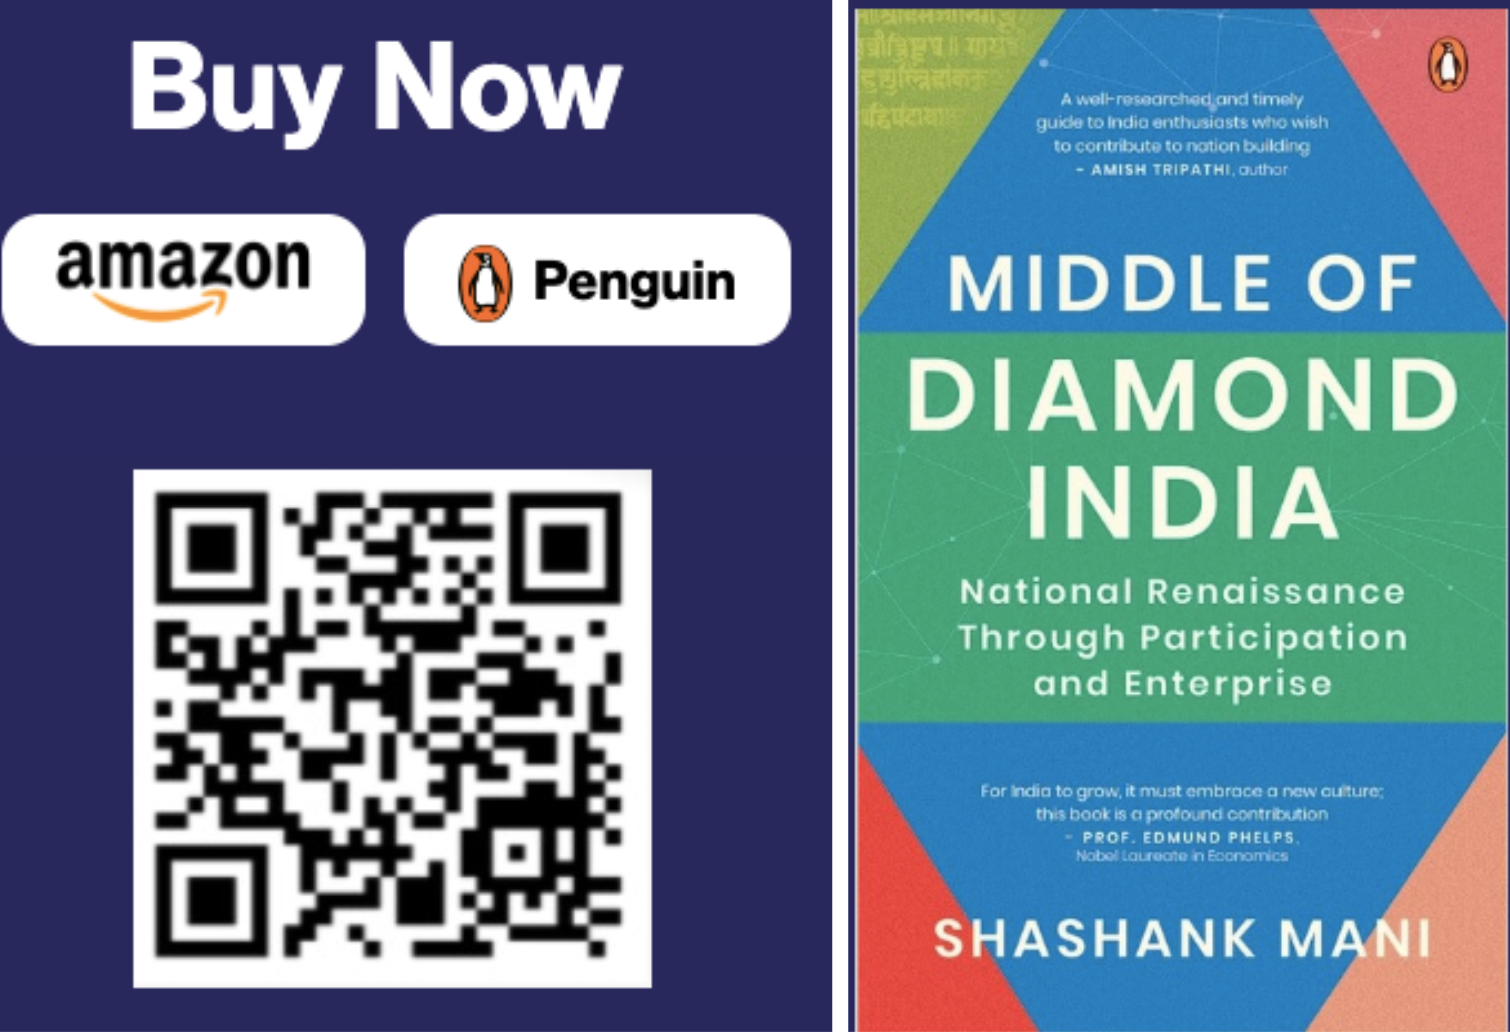 Buy Now
amazon
Penguin
A well-researched and timely
guide to India enthusiasts who wish
to contribute to nation building
- AMISH TRIPATHI, author
MIDDLE OF
DIAMOND
INDIA
National Renaissance
Through Participation
and Enterprise
For India to grow, it must embrace a new culture;
this book is a profound contribution
- PROF. EDMUND PHELPS,
Nobel Laureate in Economics
SHASHANK MANI